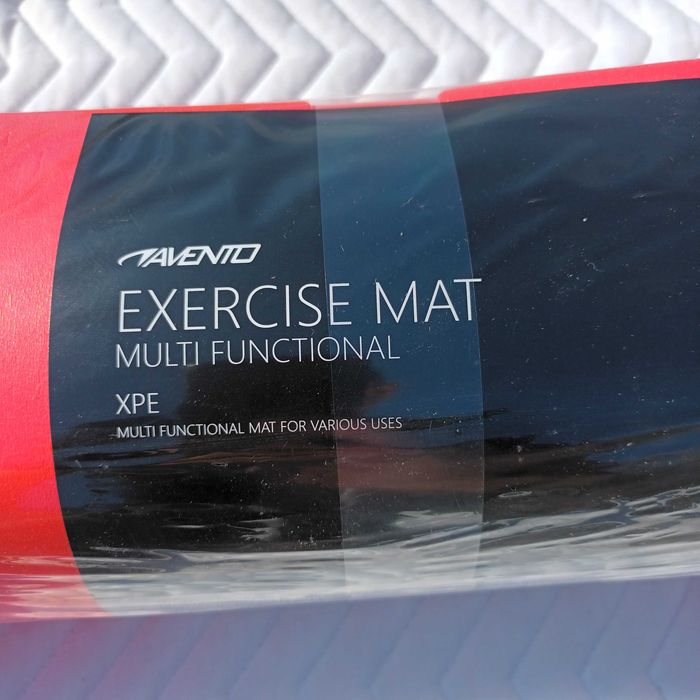 AVENTO
EXERCISE MAT
MULTI FUNCTIONAL
XPE
MULTI FUNCTIONAL MAT FOR VARIOUS USES